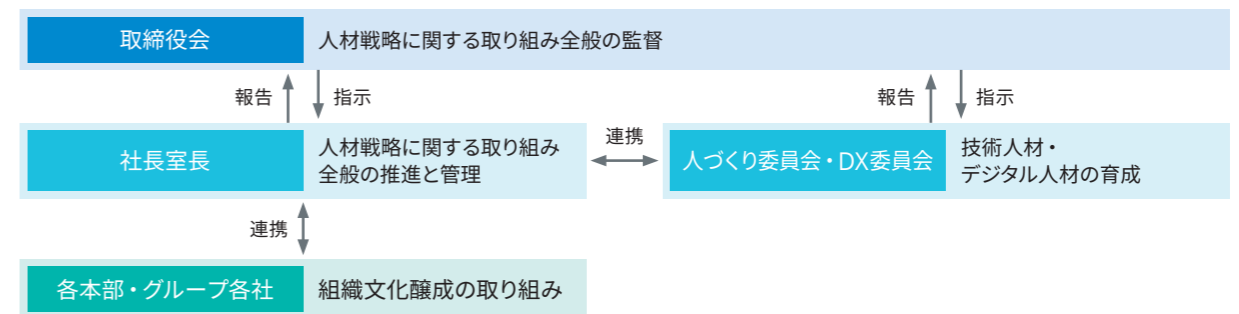 取締役会 人材戦略に関する取り組み全般の監督
報告 指示 報告 指示
社長室長 人材戦略に関する取り組み
全般の推進と管理
連携
人づくり委員会・DX委員会 技術人材・
デジタル人材の育成
連携
各本部・グループ各社 組織文化醸成の取り組み